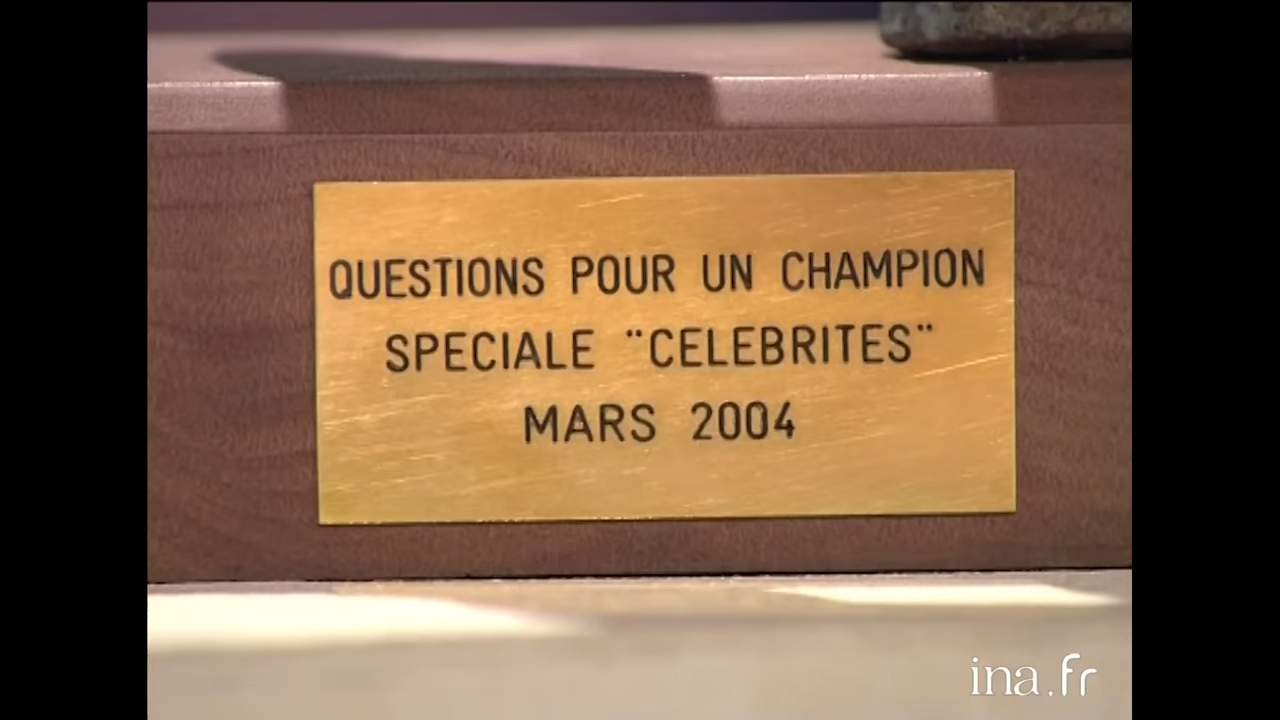 QUESTIONS POUR UN CHAMPION
SPECIALE "CELEBRITES"
MARS 2004
ina.fr